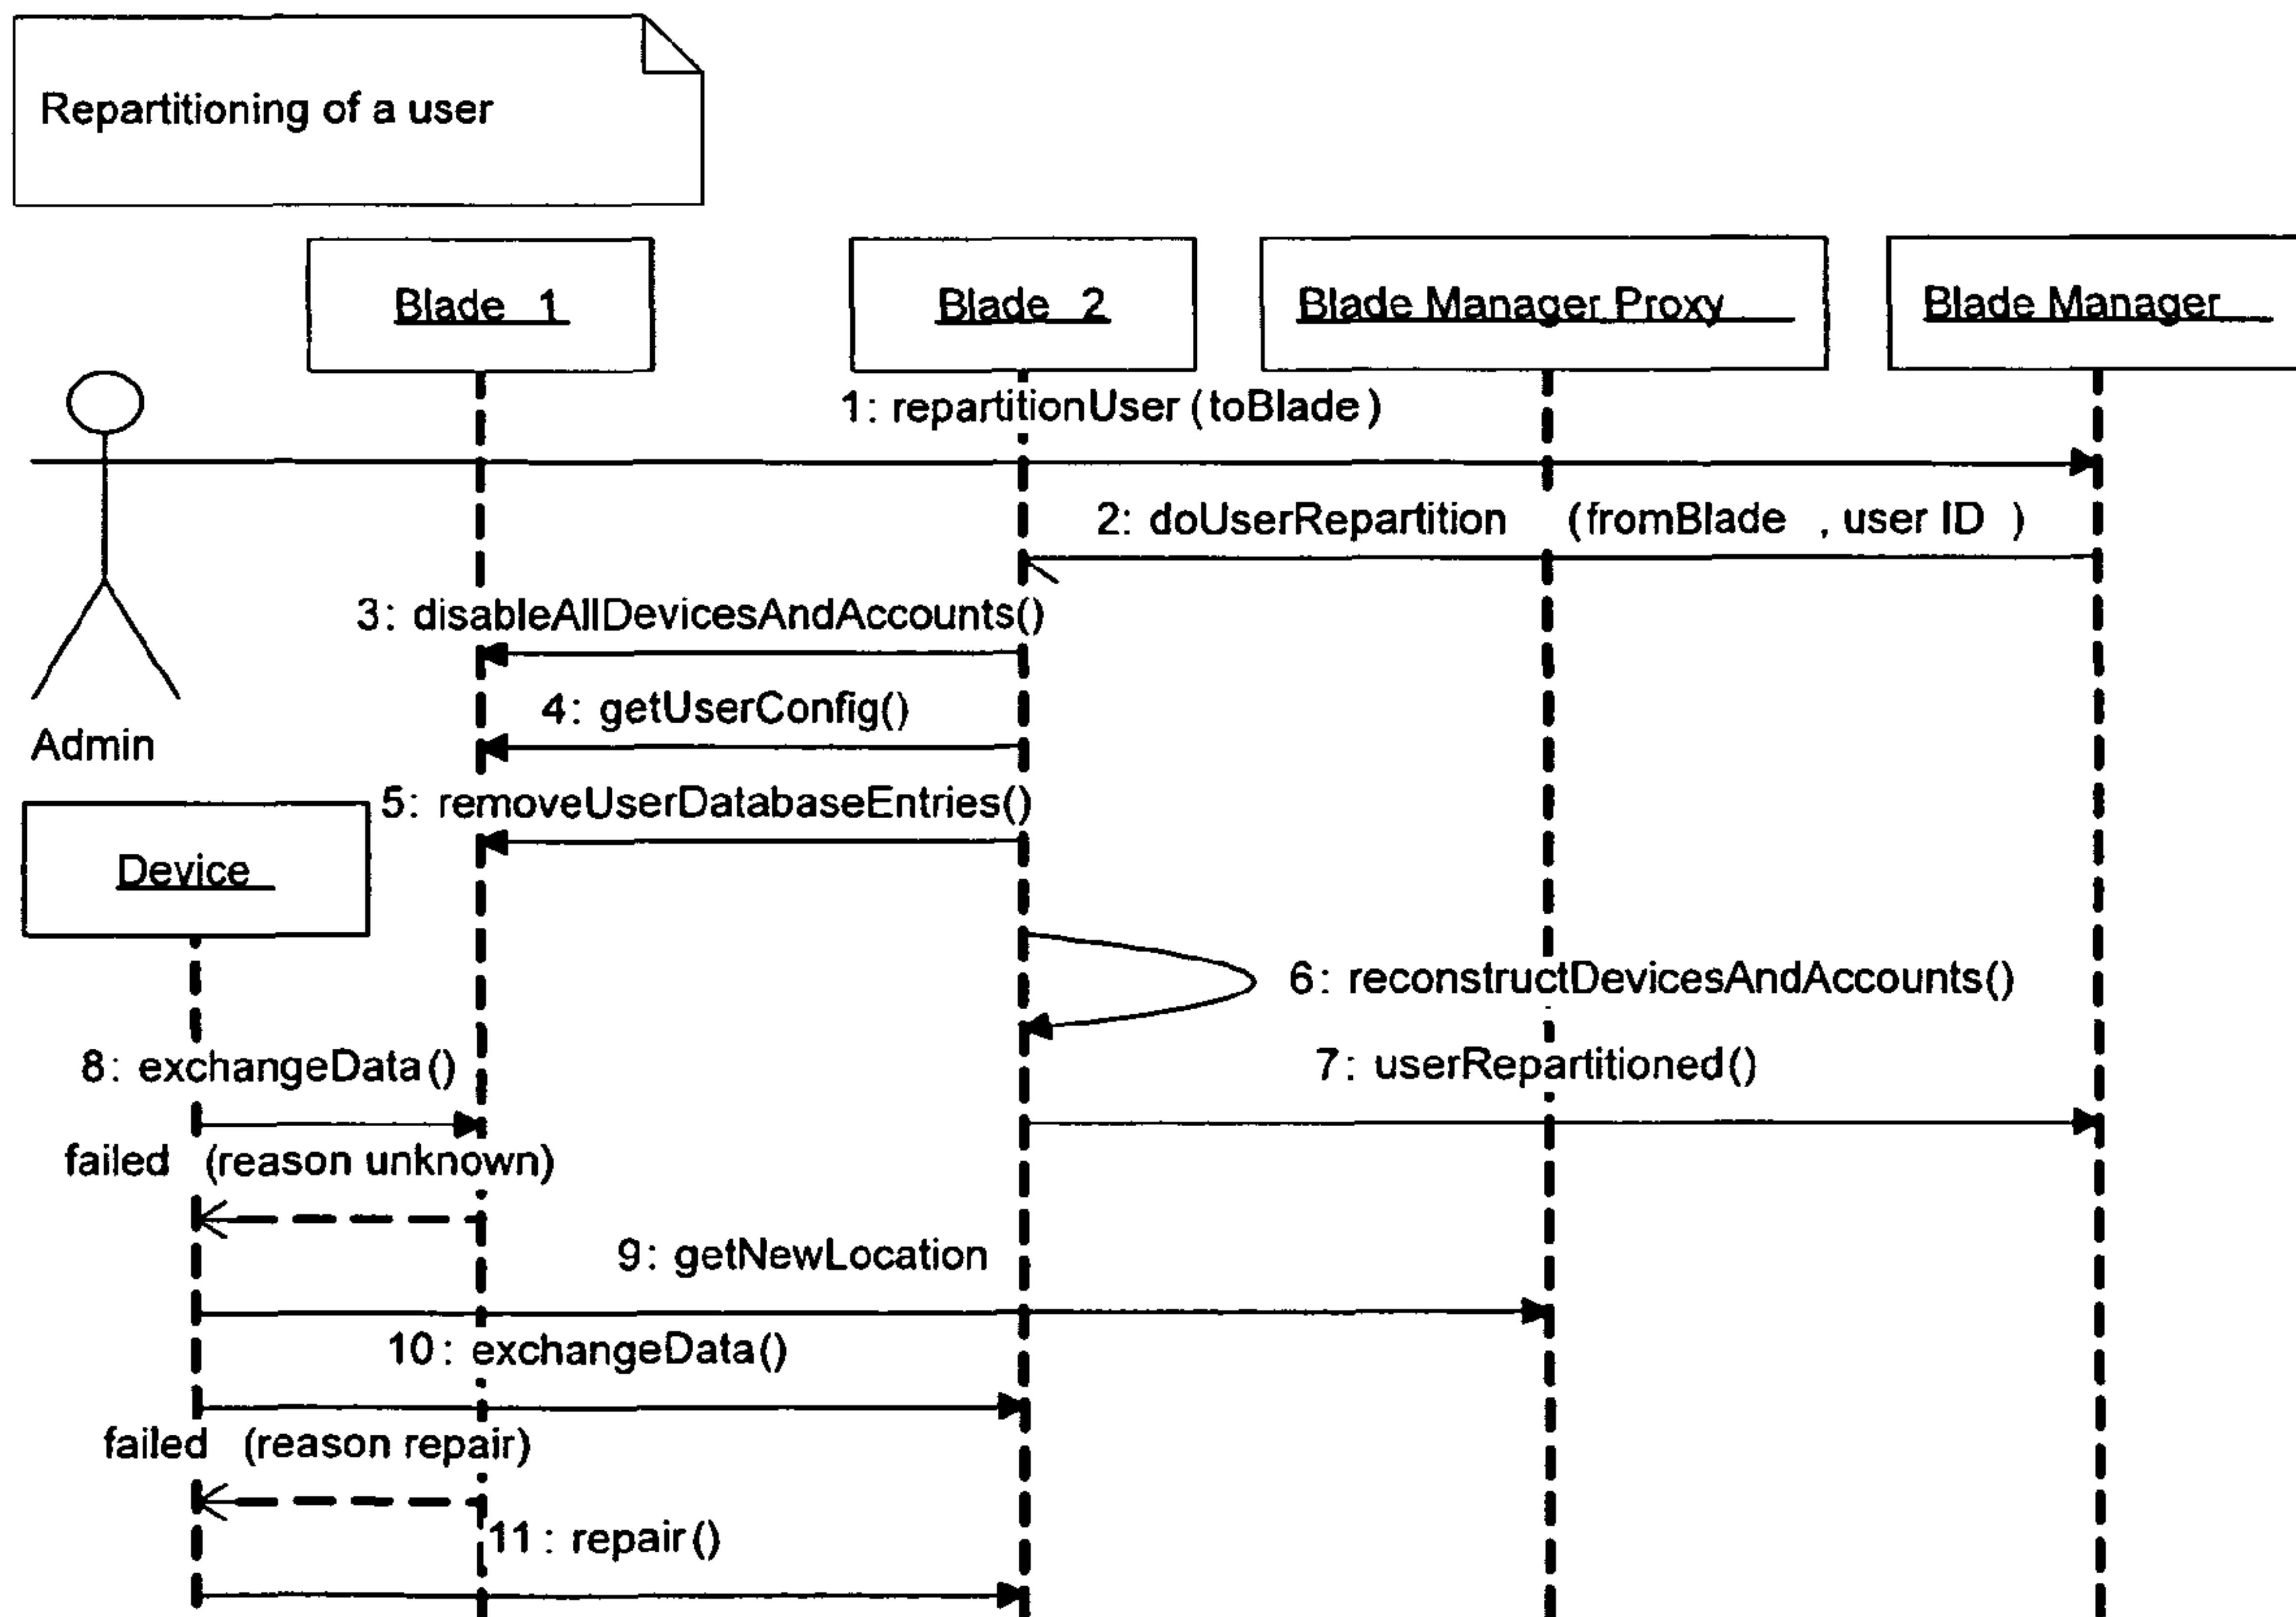 Repartitioning of a user
Blade 1
Blade 2
Blade Manager Proxy
Blade Manager
1: repartitionUser (toBlade)
2: doUserRepartition (fromBlade , user ID )
3: disableAllDevicesAndAccounts()
4: getUserConfig()
Admin
5: removeUserDatabaseEntries()
Device
6: reconstructDevicesAndAccounts()
8: exchangeData()
7: userRepartitioned()
failed (reason unknown)
9: getNewLocation
10: exchangeData()
failed (reason repair)
11: repair()